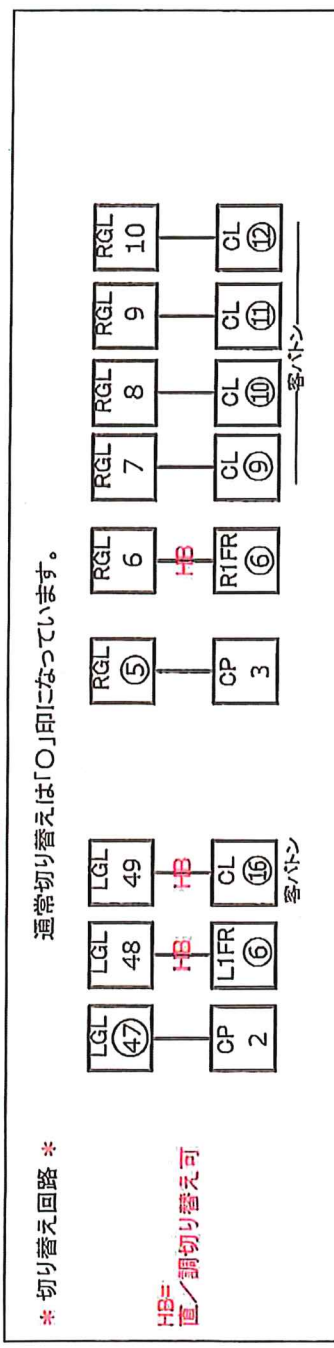 * 切り替え回路 *
通常切り替えは「〇」印になっています。
LGL ㊼
LGL 48
LGL 49
RGL ⑤
RGL 6
RGL 7
RGL 8
RGL 9
RGL 10
HB
HB
HB
HB=
直／調切り替え可
CP 2
L1FR ⑥
CL ⑯
CP 3
R1FR ⑥
CL ⑨
CL ⑩
CL ⑪
CL ⑫
客バトン
客バトン